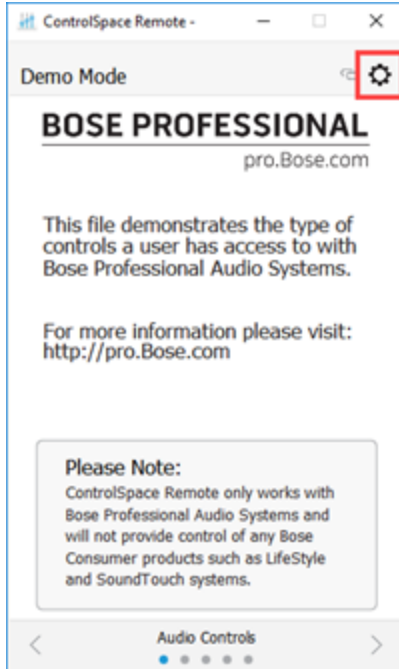 ControlSpace Remote -
Demo Mode
BOSE PROFESSIONAL
pro.Bose.com
This file demonstrates the type of
controls a user has access to with
Bose Professional Audio Systems.
For more information please visit:
http://pro.Bose.com
Please Note:
ControlSpace Remote only works with
Bose Professional Audio Systems and
will not provide control of any Bose
Consumer products such as LifeStyle
and SoundTouch systems.
Audio Controls